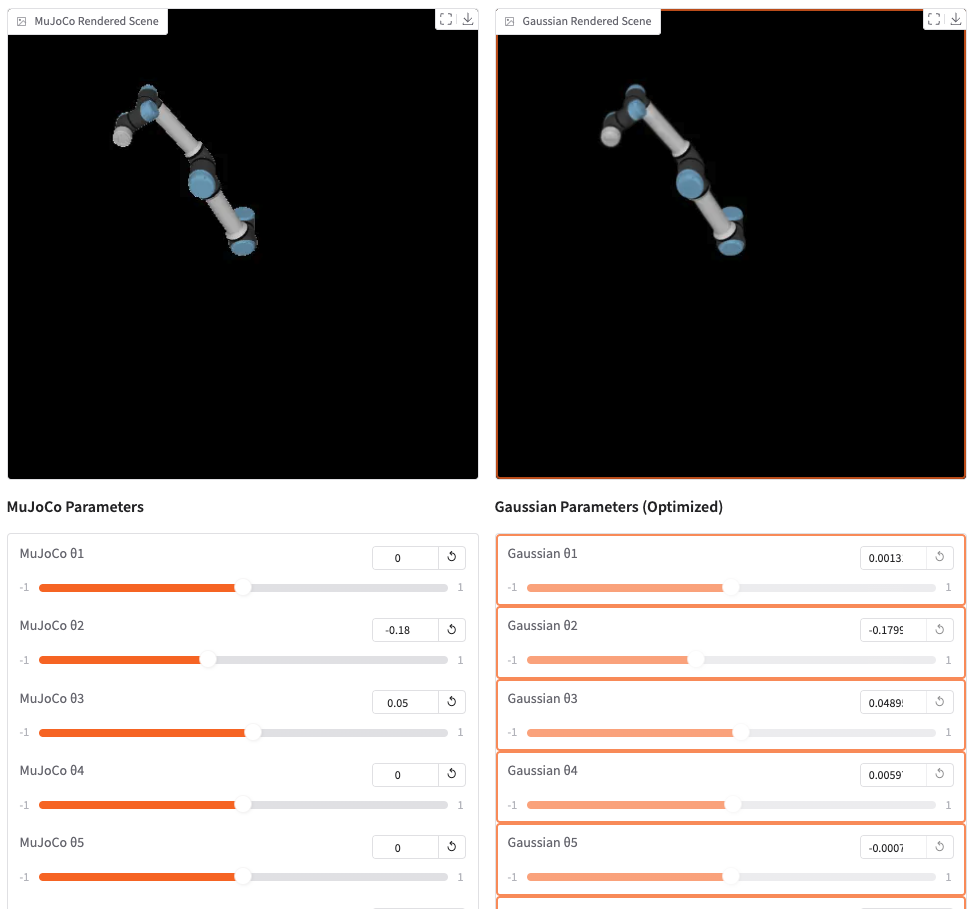 MuJoCo Rendered Scene
Gaussian Rendered Scene
MuJoCo Parameters
MuJoCo θ1
0
-1
1
MuJoCo θ2
-0.18
-1
1
MuJoCo θ3
0.05
-1
1
MuJoCo θ4
0
-1
1
MuJoCo θ5
0
-1
1
Gaussian Parameters (Optimized)
Gaussian θ1
0.0013
-1
1
Gaussian θ2
-0.1799
-1
1
Gaussian θ3
0.0489
-1
1
Gaussian θ4
0.0059
-1
1
Gaussian θ5
-0.0007
-1
1